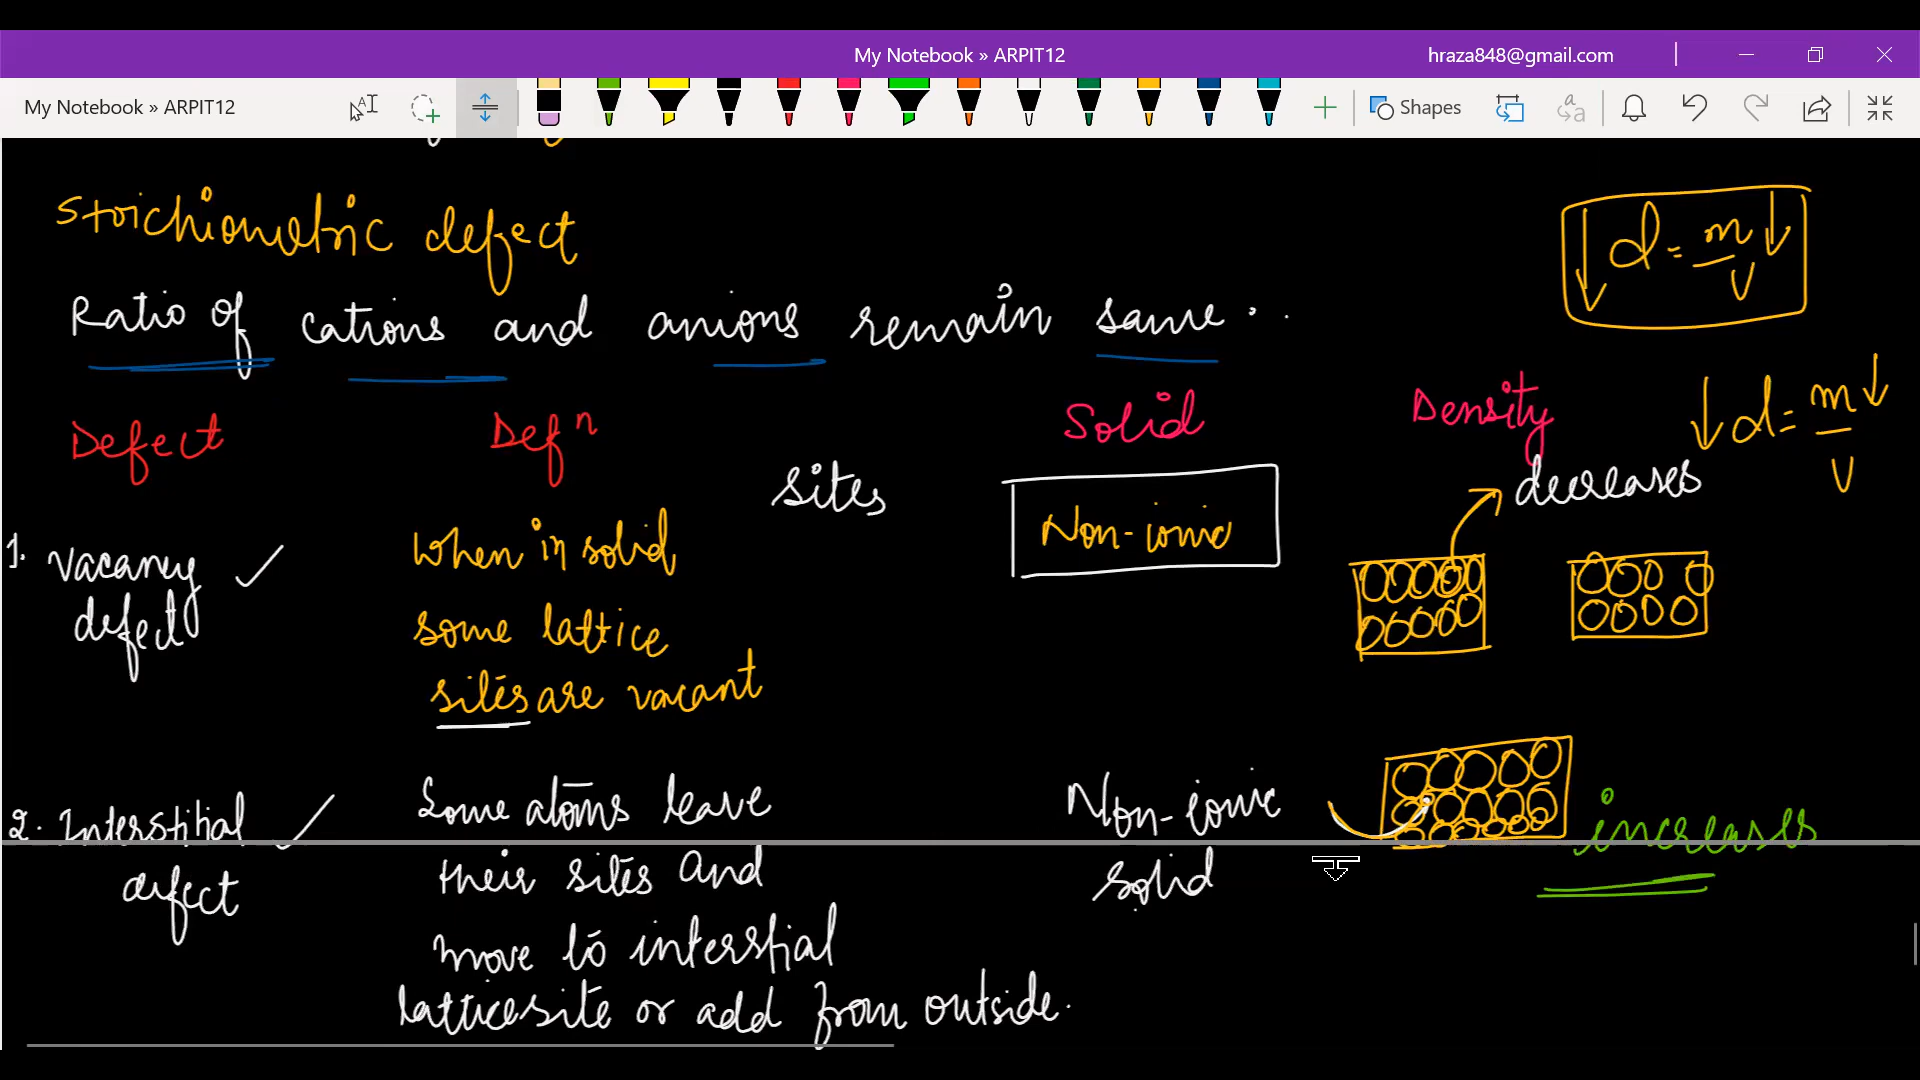 My Notebook » ARPIT12
hraza848@gmail.com
My Notebook » ARPIT12
Shapes
Stoichiometric defect
d = m/v
Ratio of cations and anions remain same.
Defect
Defn
Solid
Density
d = m/v
sites
decreases
1. Vacancy defect
When in solid
some lattice
sites are vacant
Non-ionic
2. Interstitial defect
Some atoms leave
their sites and
move to interstial
lattice site or add from outside.
Non-ionic
solid
increases